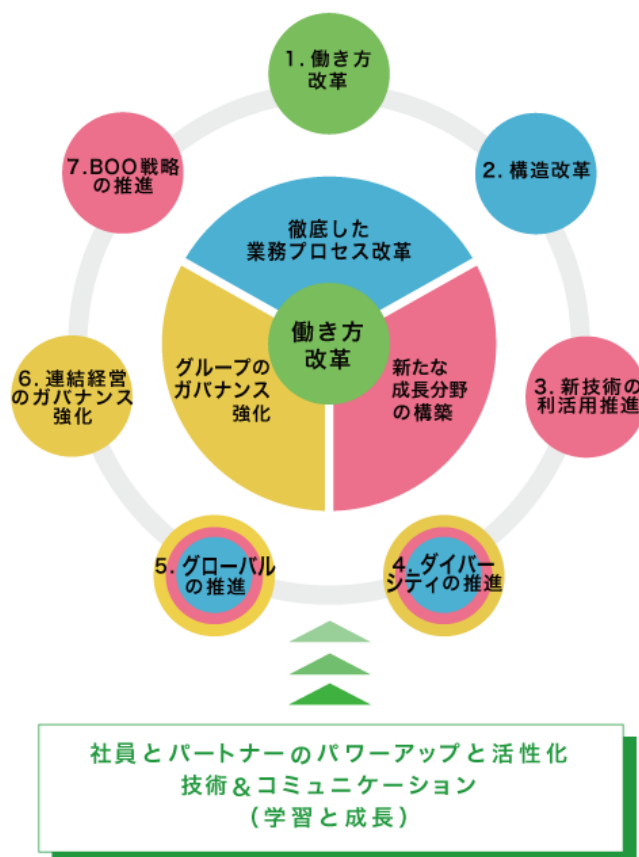 1. 働き方
改革
2. 構造改革
3. 新技術の
利活用推進
4. ダイバー
シティの推進
5. グローバル
の推進
6. 連結経営
のガバナンス
強化
7.BOO戦略
の推進
徹底した
業務プロセス改革
働き方
改革
グループの
ガバナンス
強化
新たな
成長分野
の構築
社員とパートナーのパワーアップと活性化
技術&コミュニケーション
(学習と成長)